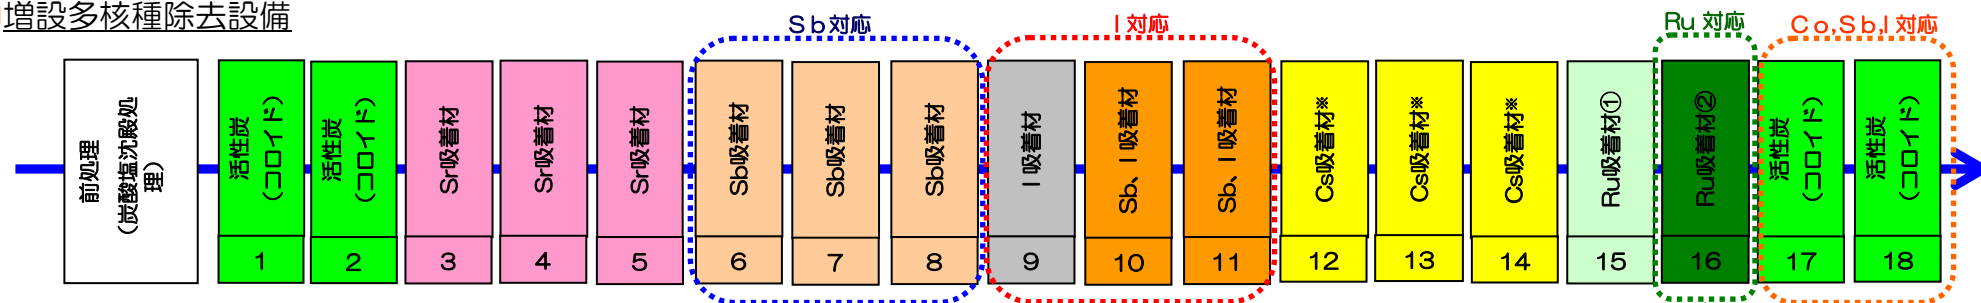 増設多核種除去設備
Sb対応
I対応
Ru対応
Co,Sb,I対応
前処理
(炭酸塩沈殿処
理)
活性炭
(コロイド)
1
活性炭
(コロイド)
2
Sr吸着材
3
Sr吸着材
4
Sr吸着材
5
Sb吸着材
6
Sb吸着材
7
Sb吸着材
8
I吸着材
9
Sb、I吸着材
10
Sb、I吸着材
11
Cs吸着材※
12
Cs吸着材※
13
Cs吸着材※
14
Ru吸着材①
15
Ru吸着材②
16
活性炭
(コロイド)
17
活性炭
(コロイド)
18